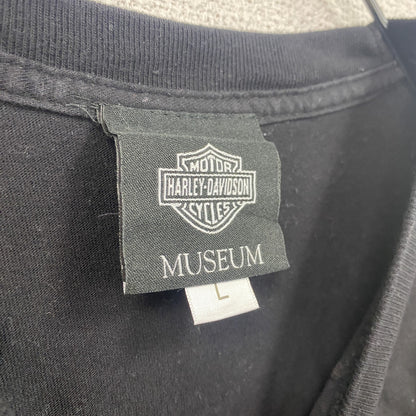 MOTOR
HARLEY-DAVIDSON
CYCLES
MUSEUM
L